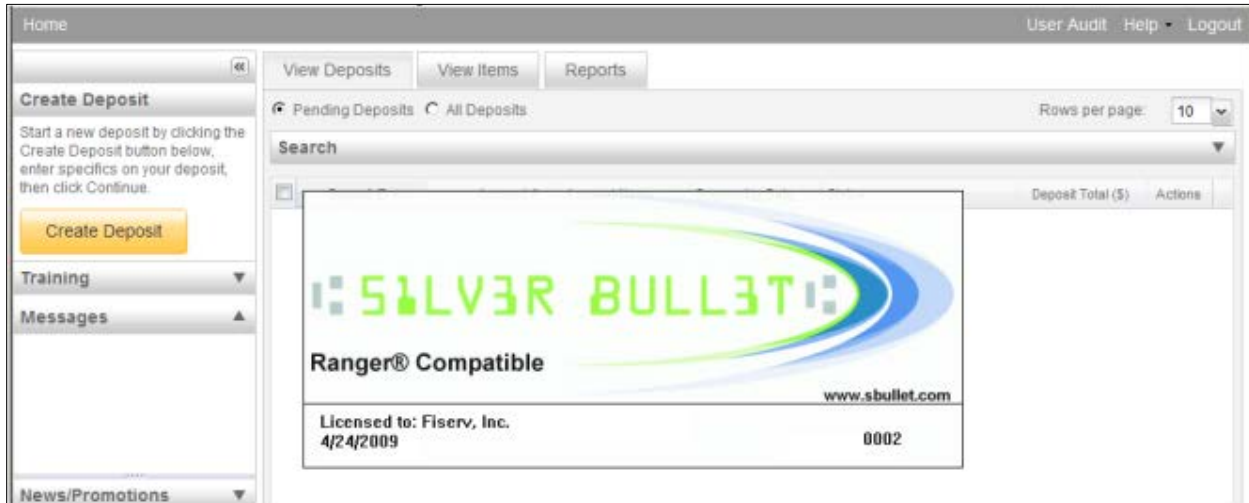 Home
User Audit Help Logout
View Deposits View Items Reports
Create Deposit
Pending Deposits All Deposits
Rows per page: 10
Start a new deposit by clicking the
Create Deposit button below,
enter specifics on your deposit,
then click Continue.
Create Deposit
Search
Deposit Total ($) Actions
Training
Messages
News/Promotions
S1LV3R BULL3T
Ranger® Compatible
www.sbullet.com
Licensed to: Fiserv, Inc.
4/24/2009
0002